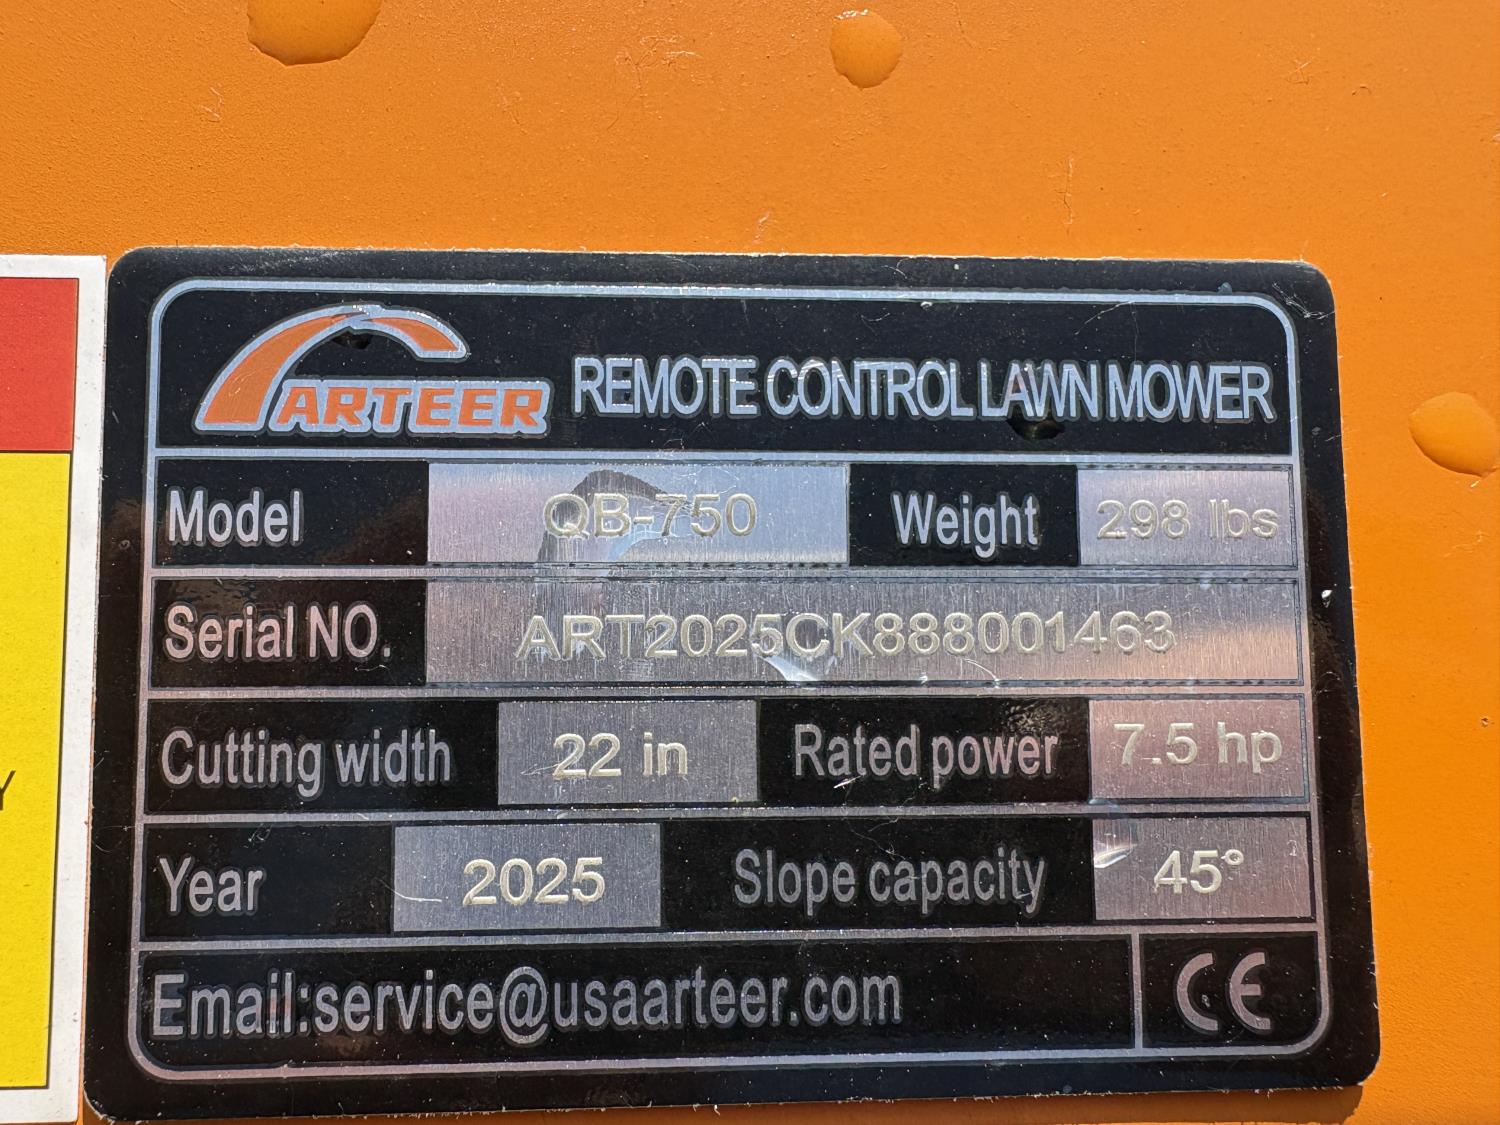 ARTEER REMOTE CONTROL LAWN MOWER
Model QB-750 Weight 298 lbs
Serial NO. ART2025CK888001463
Cutting width 22 in Rated power 7.5 hp
Year 2025 Slope capacity 45°
Email:service@usaarteer.com CE
Y